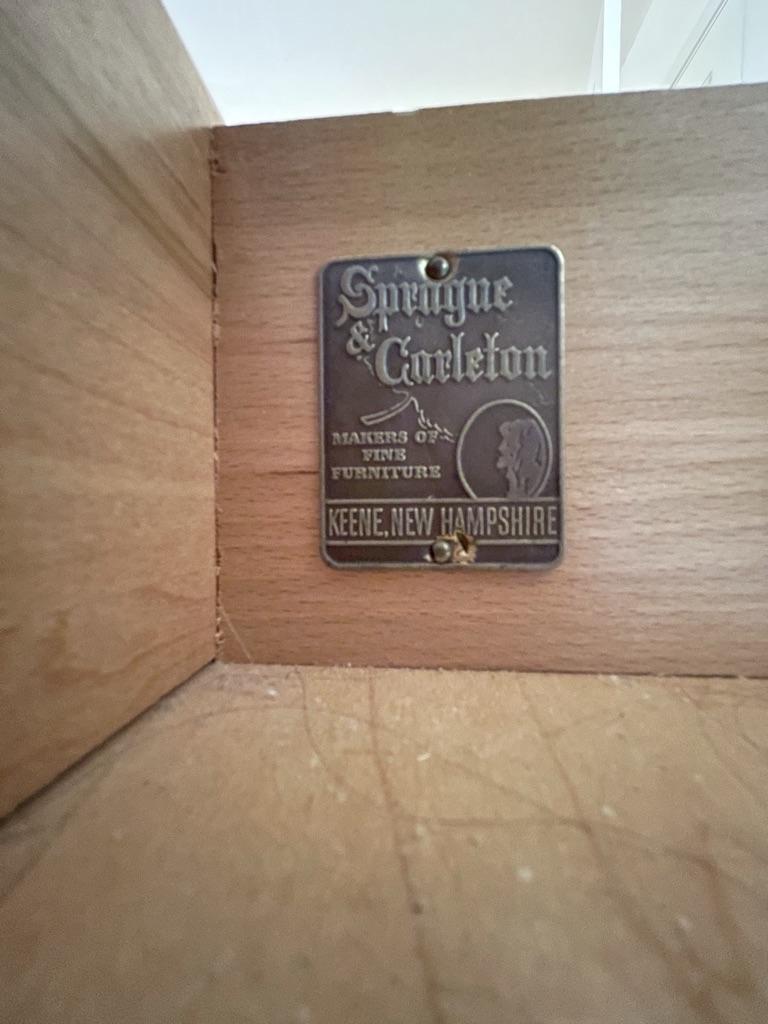 Sprague
& Carleton
MAKERS OF
FINE
FURNITURE
KEENE, NEW HAMPSHIRE